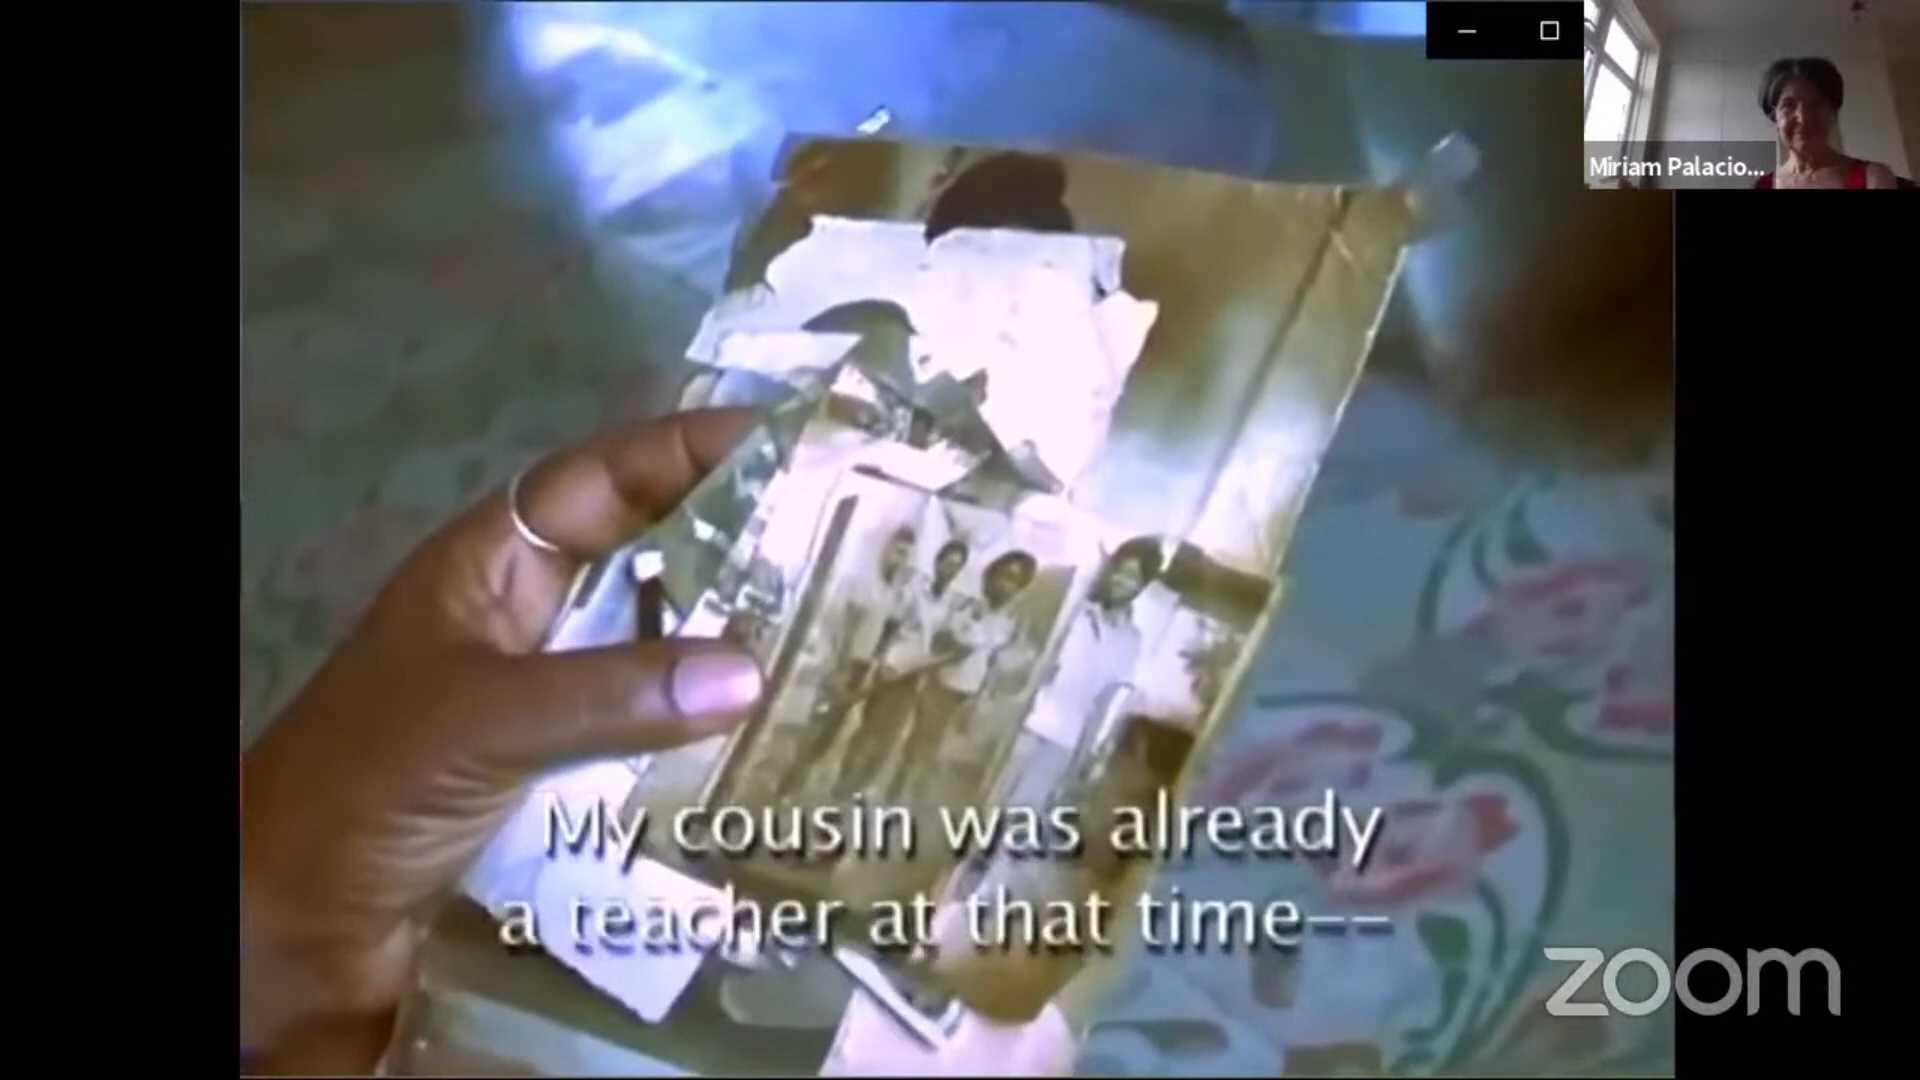 Miriam Palacio...
My cousin was already
a teacher at that time--
zoom